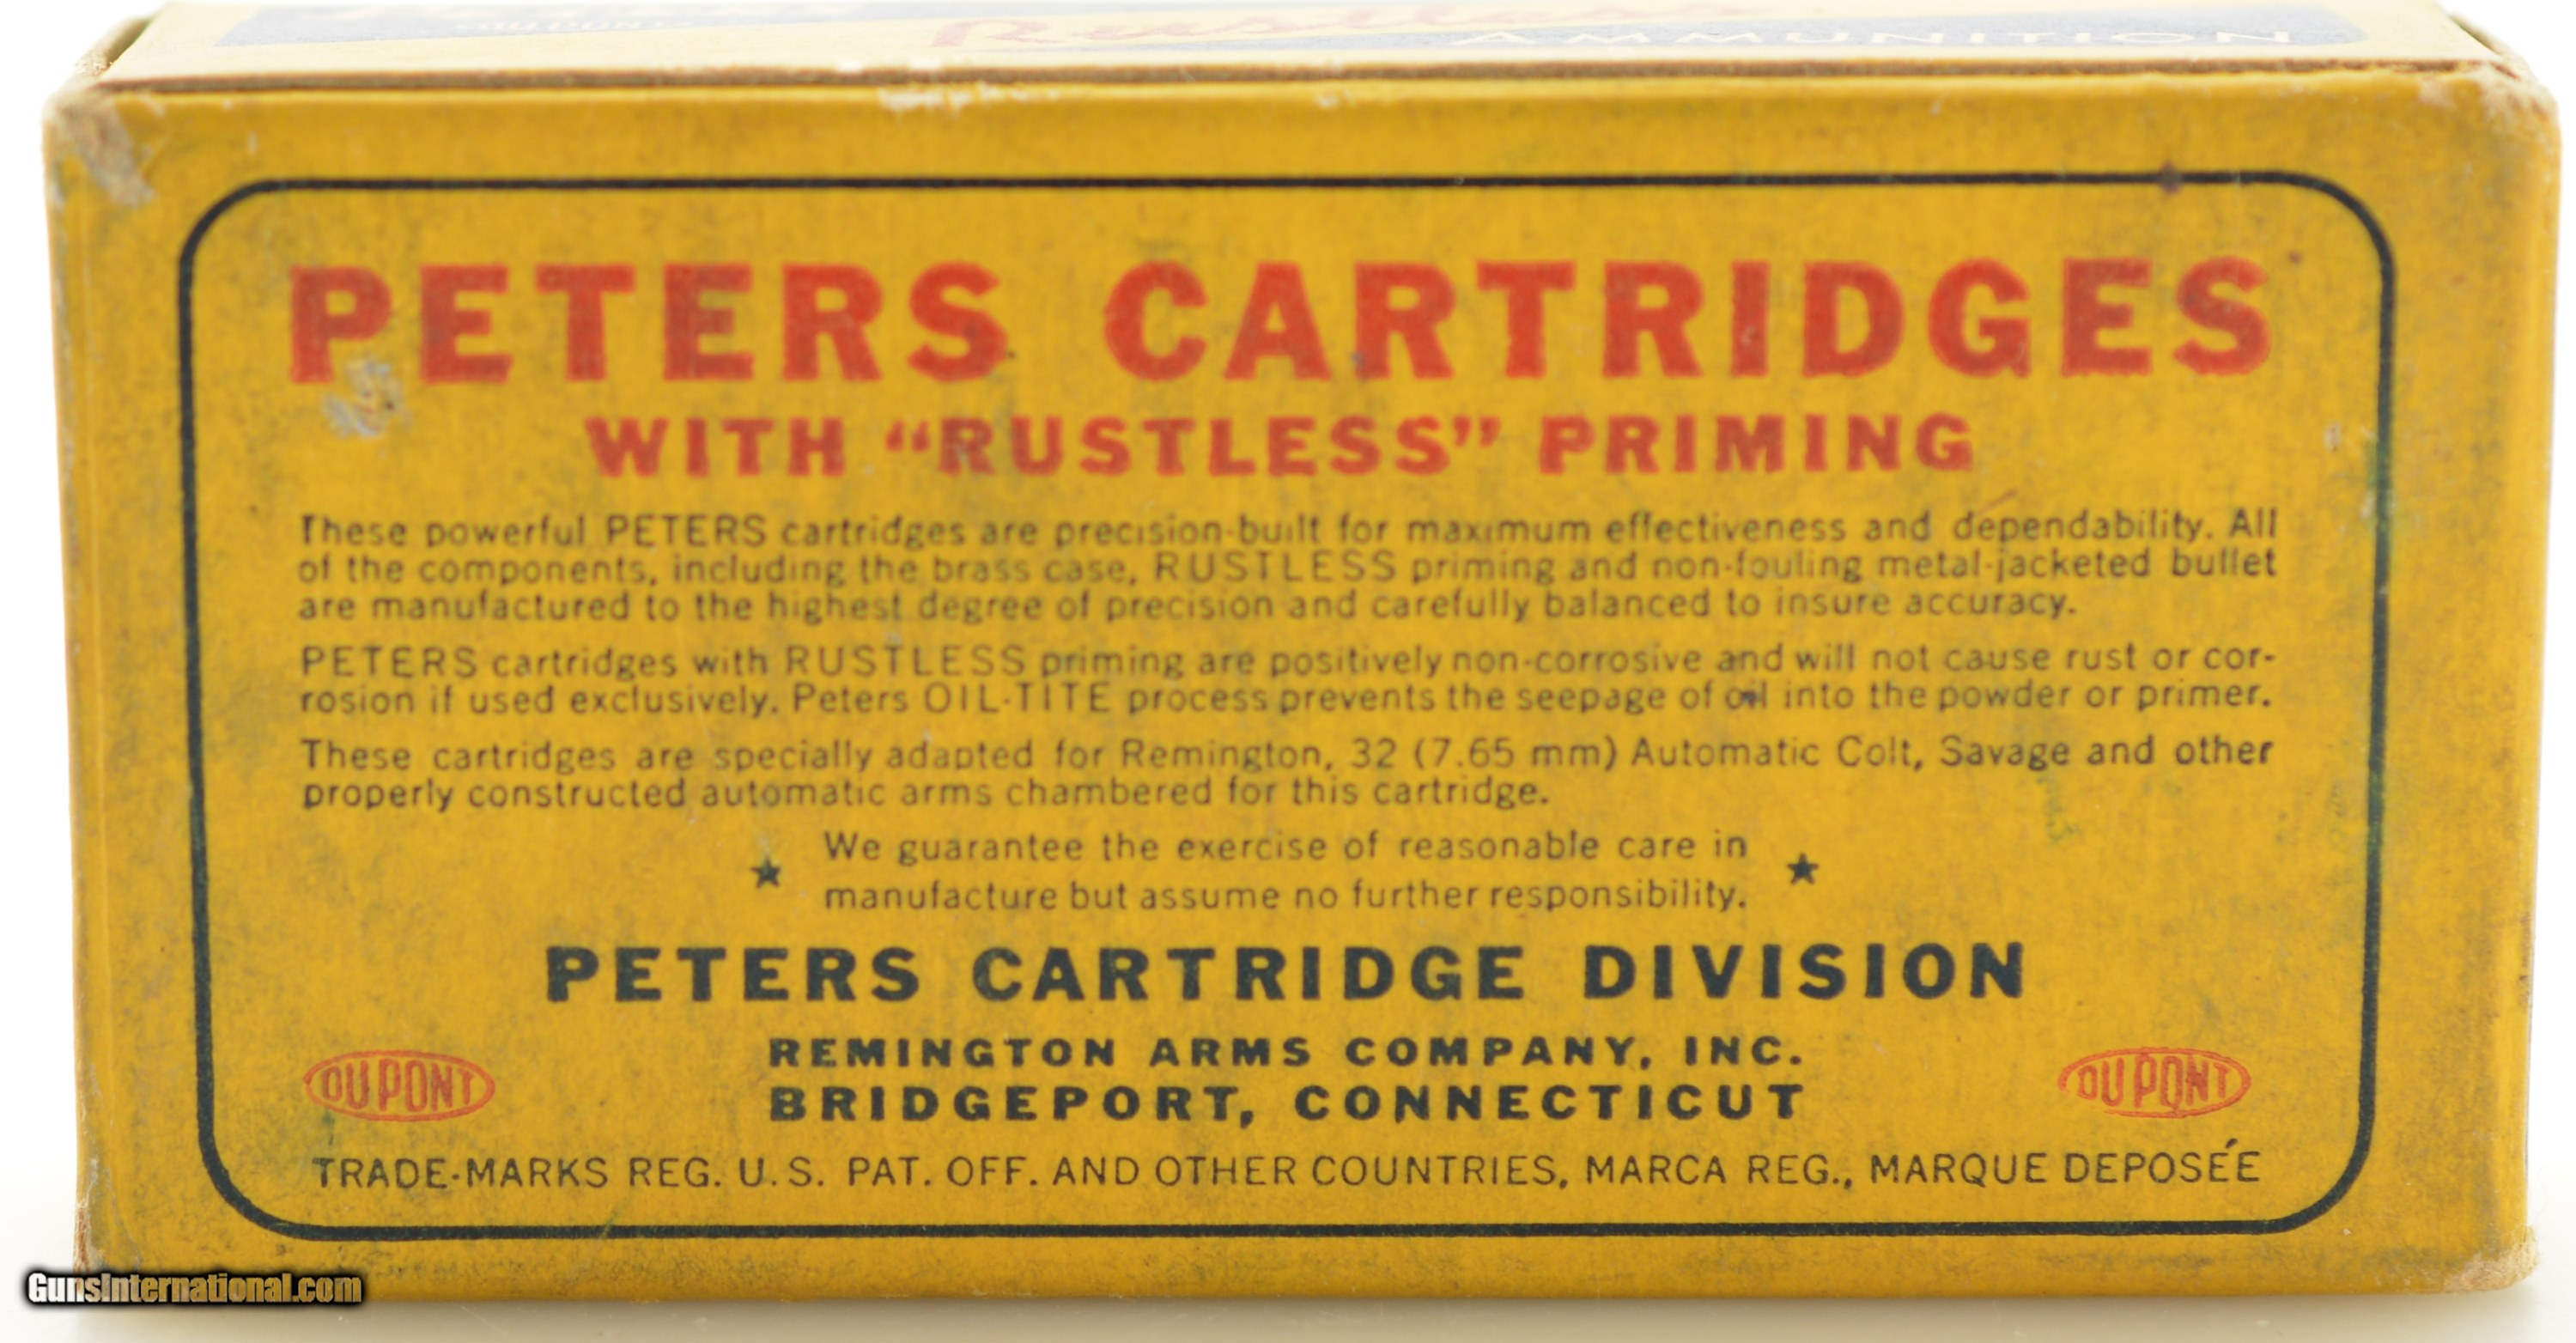 DU PONT
Rustless
AMMUNITION
PETERS CARTRIDGES
WITH “RUSTLESS” PRIMING
These powerful PETERS cartridges are precision-built for maximum effectiveness and dependability. All
of the components, including the brass case, RUSTLESS priming and non-fouling metal-jacketed bullet
are manufactured to the highest degree of precision and carefully balanced to insure accuracy.
PETERS cartridges with RUSTLESS priming are positively non-corrosive and will not cause rust or cor-
rosion if used exclusively. Peters OIL-TITE process prevents the seepage of oil into the powder or primer.
These cartridges are specially adapted for Remington, 32 (7.65 mm) Automatic Colt, Savage and other
properly constructed automatic arms chambered for this cartridge.
We guarantee the exercise of reasonable care in
★ ★
manufacture but assume no further responsibility.
PETERS CARTRIDGE DIVISION
REMINGTON ARMS COMPANY, INC.
BRIDGEPORT, CONNECTICUT
DU PONT
DU PONT
TRADE-MARKS REG. U.S. PAT. OFF. AND OTHER COUNTRIES, MARCA REG., MARQUE DEPOSÉE
GunsInternational.com